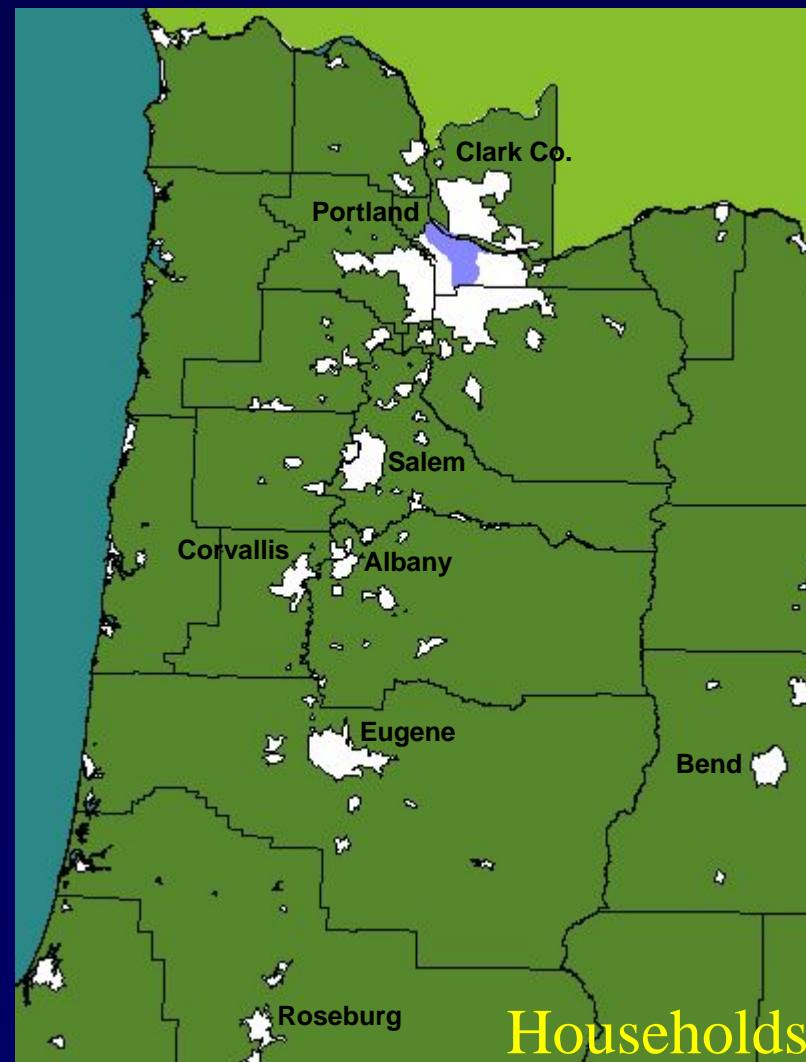 Clark Co.
Portland
Salem
Corvallis
Albany
Eugene
Bend
Roseburg
Households